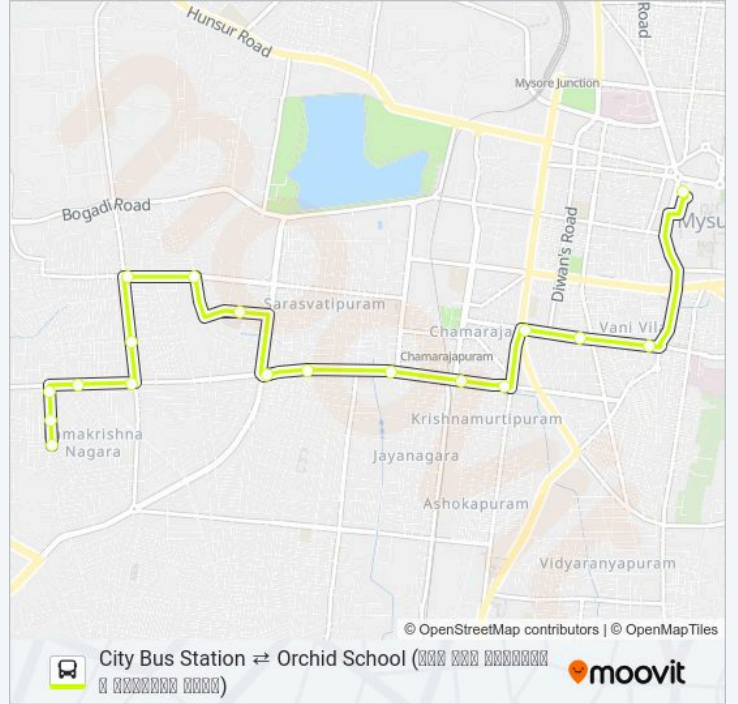 Hunsur Road
Road
Mysore Junction
Bogadi Road
Mysu
Diwan's Road
Sarasvatipuram
Chamaraja
Vani Vila
Chamarajapuram
Krishnamurtipuram
makrishna
Nagara
Jayanagara
Ashokapuram
Vidyaranyapuram
© OpenStreetMap contributors | © OpenMapTiles
City Bus Station ⇄ Orchid School (
moovit